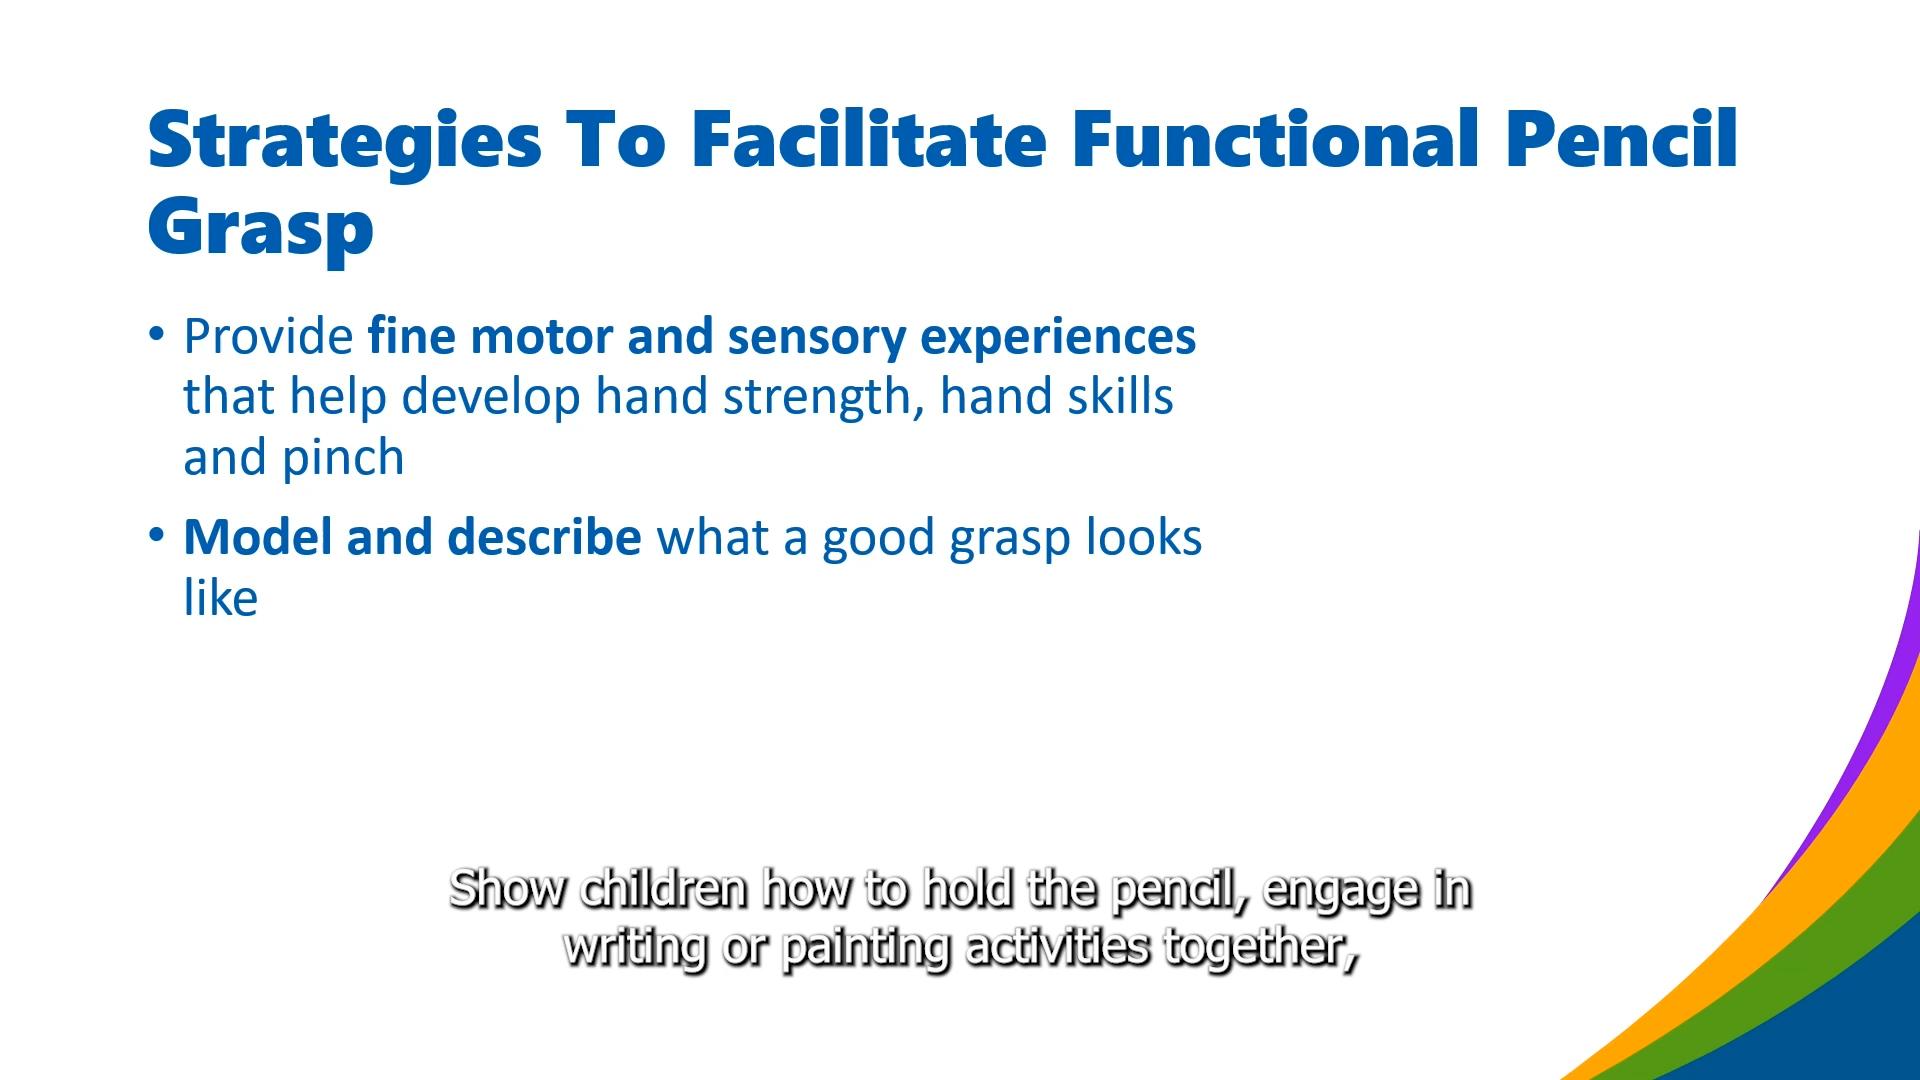 Strategies To Facilitate Functional Pencil
Grasp
• Provide fine motor and sensory experiences
that help develop hand strength, hand skills
and pinch
• Model and describe what a good grasp looks
like
Show children how to hold the pencil, engage in
writing or painting activities together,